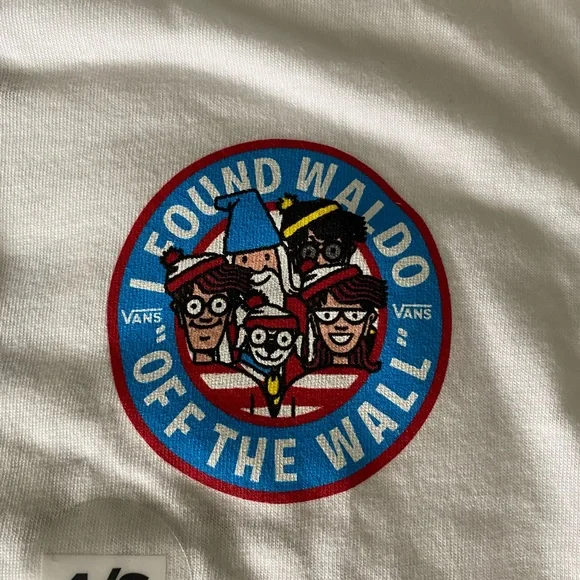 I FOUND WALDO
VANS
VANS
"OFF THE WALL"